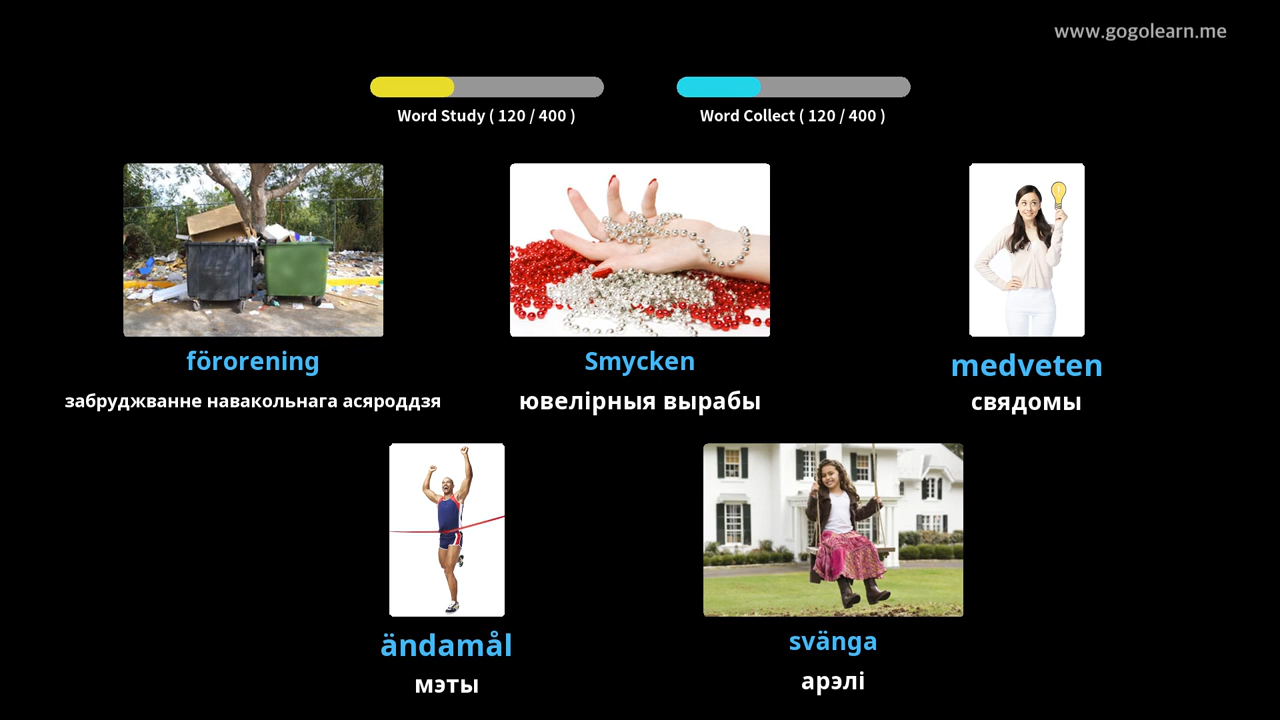 www.gogolearn.me
Word Study ( 120 / 400 )
Word Collect ( 120 / 400 )
förorening
забруджванне навакольнага асяроддзя
Smycken
ювелірныя вырабы
medveten
свядомы
ändamål
мэты
svänga
арэлі